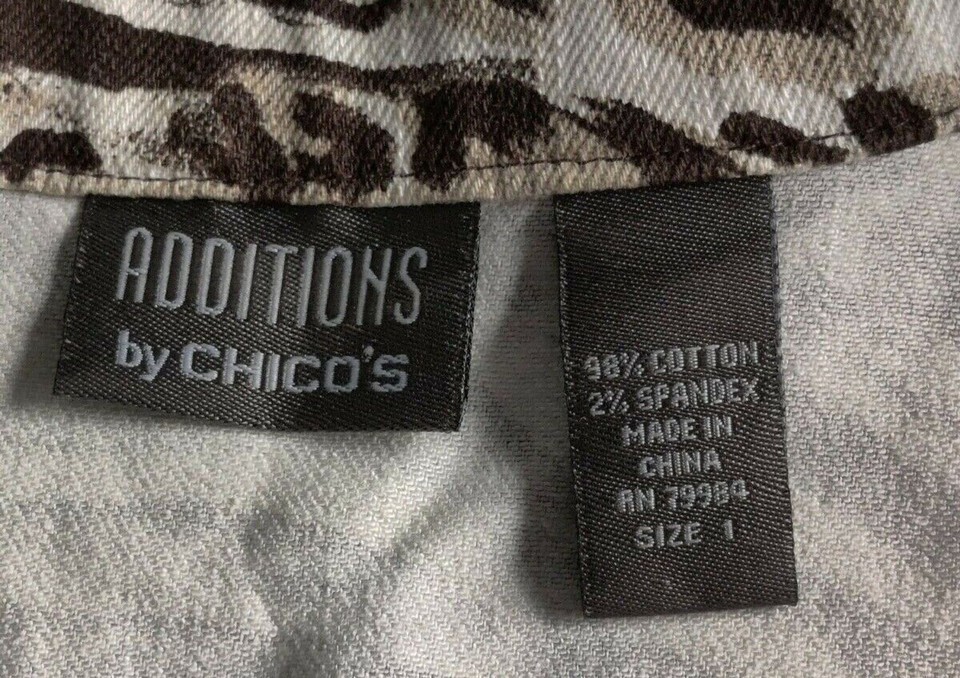 ADDITIONS
by CHICO'S
98% COTTON
2% SPANDEX
MADE IN
CHINA
RN 79984
SIZE 1